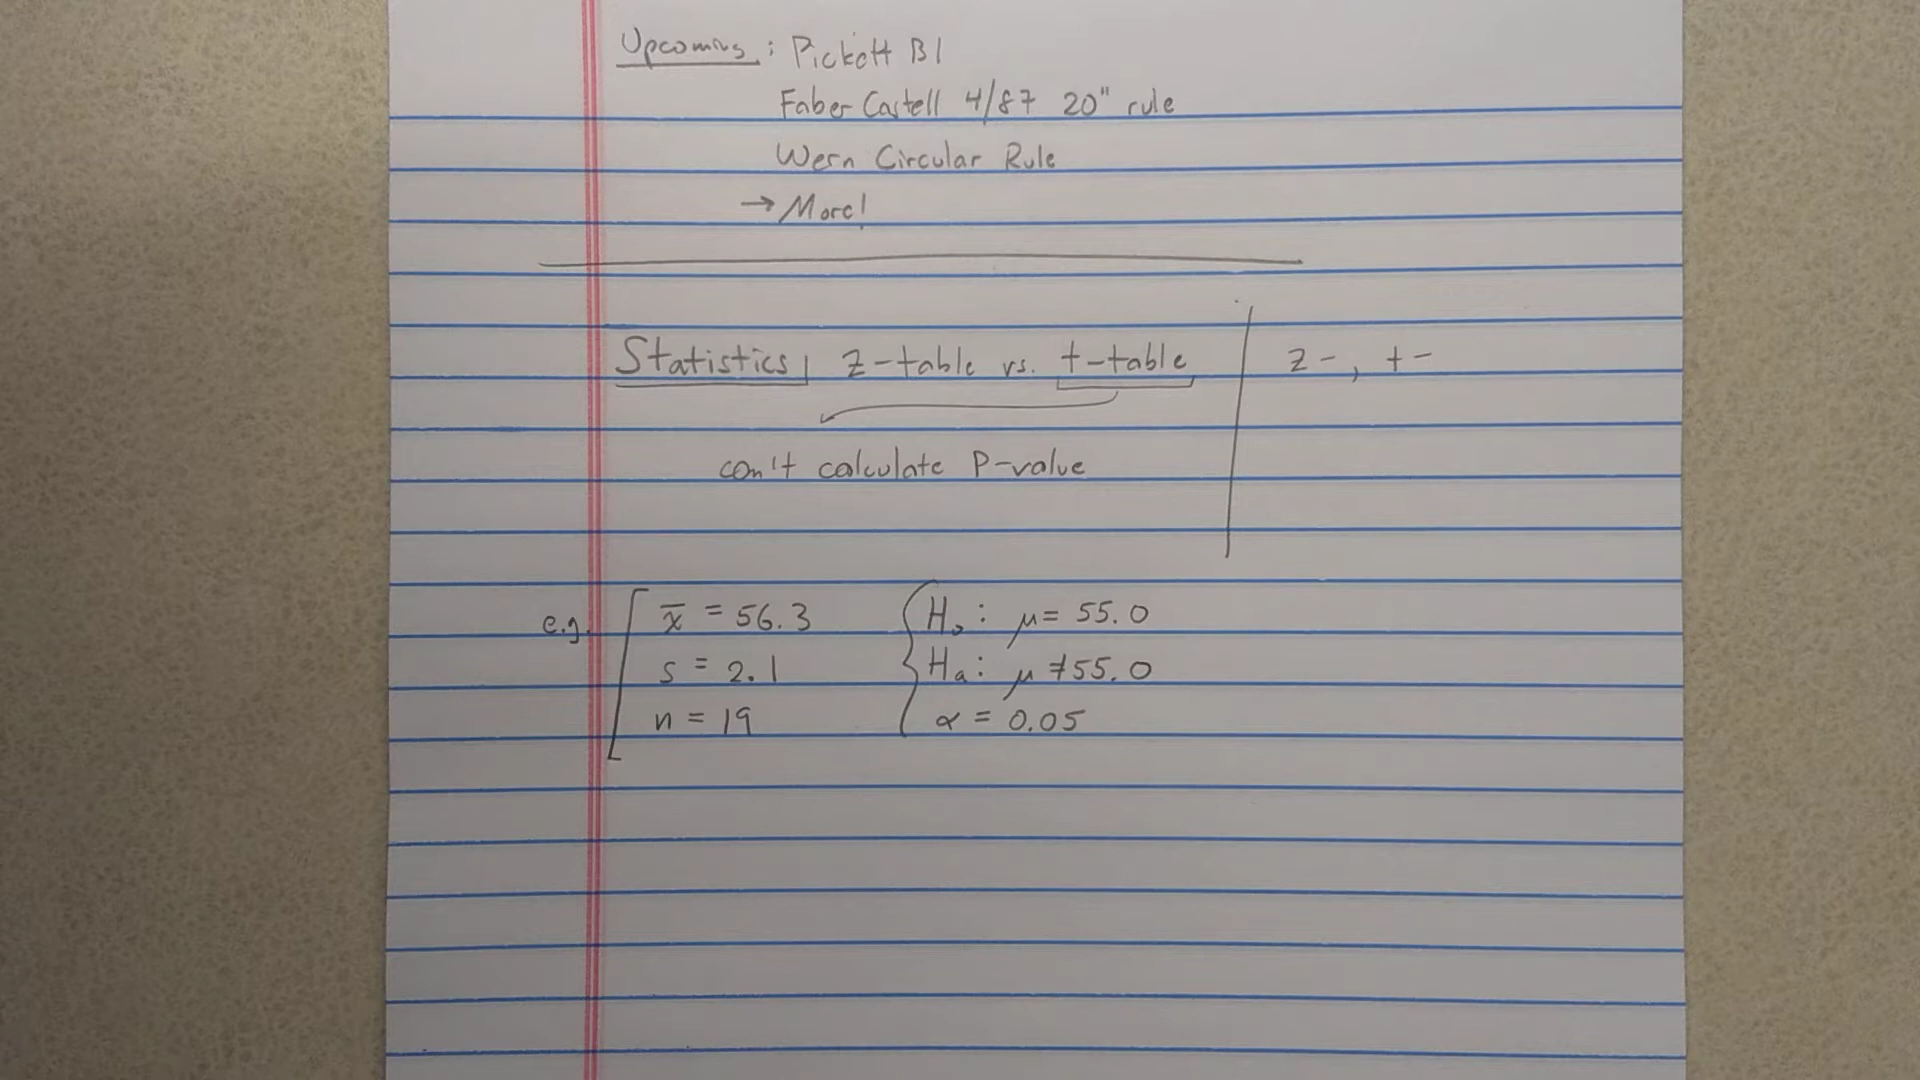 Upcoming: Pickett B1
Faber Castell 4/87 20" rule
Wern Circular Rule
→ More!
Statistics| z-table vs. t-table | z-, t-
can't calculate P-value
e.g. x̄ = 56.3 H₀: μ = 55.0
s = 2.1 Hₐ: μ ≠ 55.0
n = 19 α = 0.05